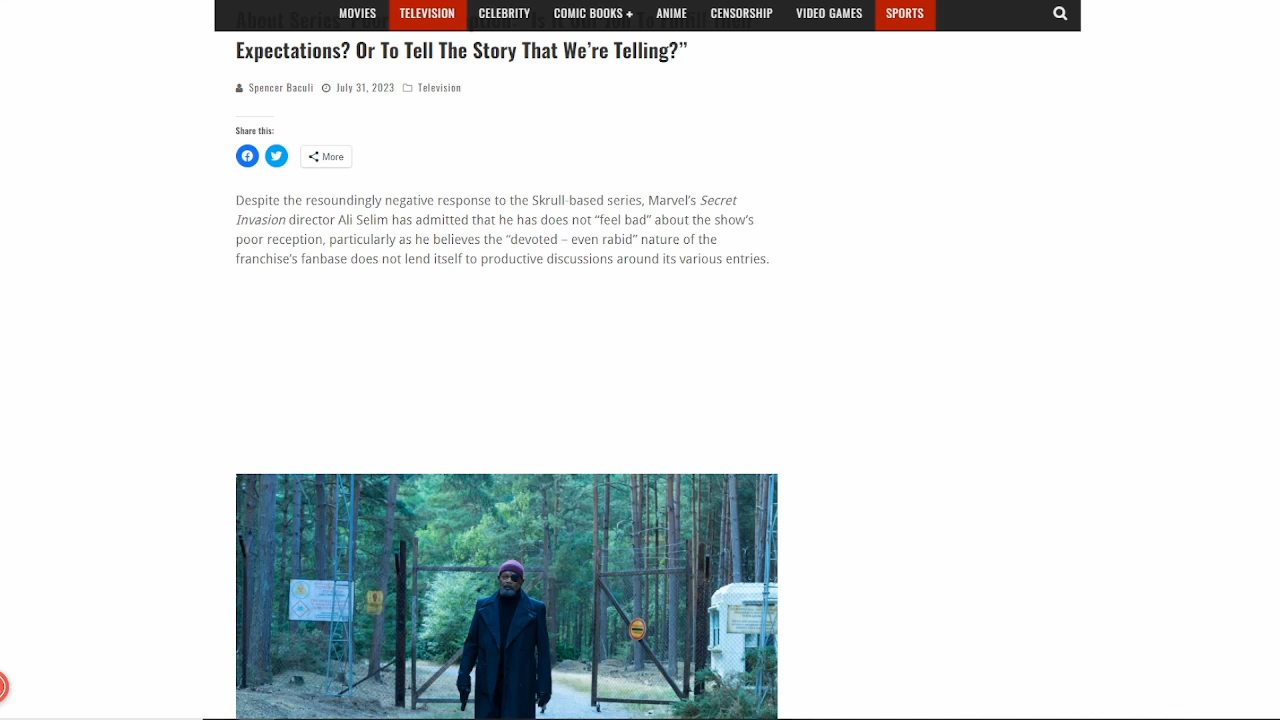 MOVIES TELEVISION CELEBRITY COMIC BOOKS + ANIME CENSORSHIP VIDEO GAMES SPORTS
About Series
Expectations? Or To Tell The Story That We’re Telling?”
Spencer Baculi July 31, 2023 Television
Share this:
More
Despite the resoundingly negative response to the Skrull-based series, Marvel’s Secret
Invasion director Ali Selim has admitted that he has does not “feel bad” about the show’s
poor reception, particularly as he believes the “devoted – even rabid” nature of the
franchise’s fanbase does not lend itself to productive discussions around its various entries.